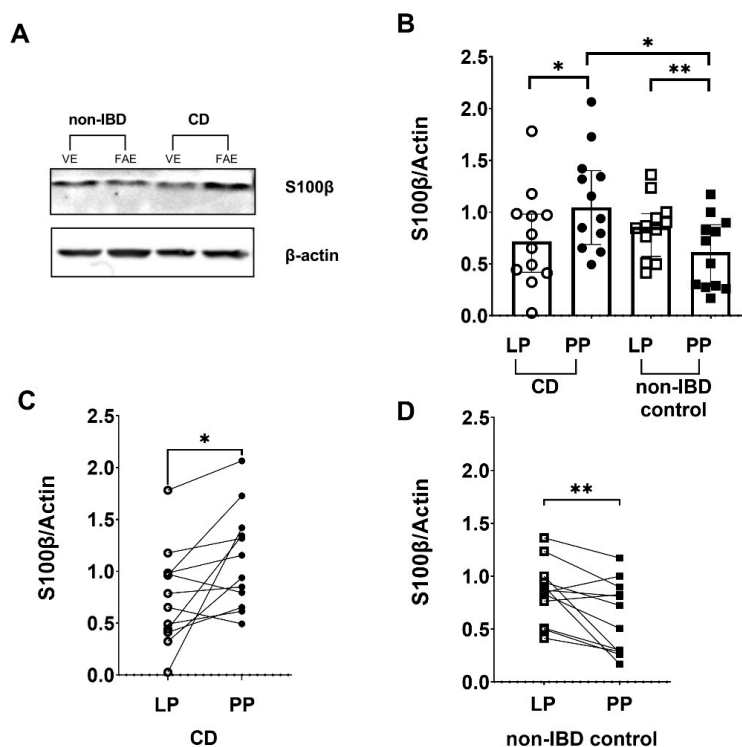 A
non-IBD CD
VE FAE VE FAE
S100β
β-actin
B
S100β/Actin
2.5
2.0
1.5
1.0
0.5
0.0
* 
*
**
LP PP LP PP
CD non-IBD
control
C
S100β/Actin
2.5
2.0
1.5
1.0
0.5
0.0
*
LP PP
CD
D
S100β/Actin
2.5
2.0
1.5
1.0
0.5
0.0
**
LP PP
non-IBD control